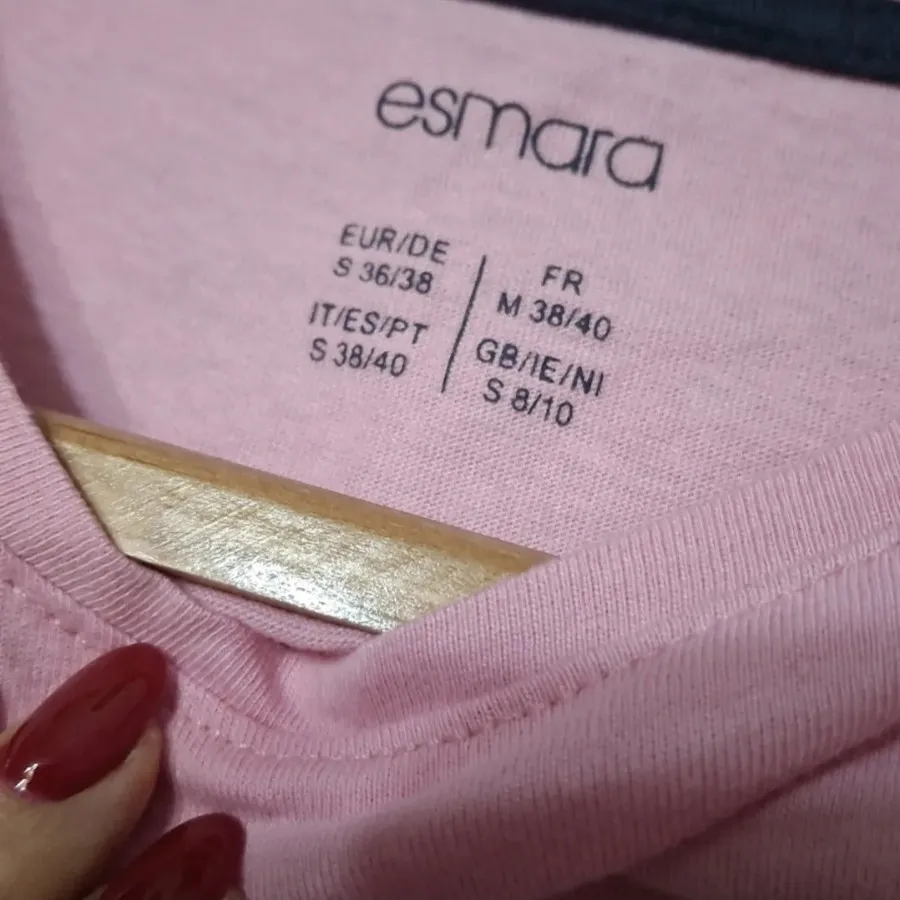 esmara
EUR/DE
S 36/38
IT/ES/PT
S 38/40
FR
M 38/40
GB/IE/NI
S 8/10